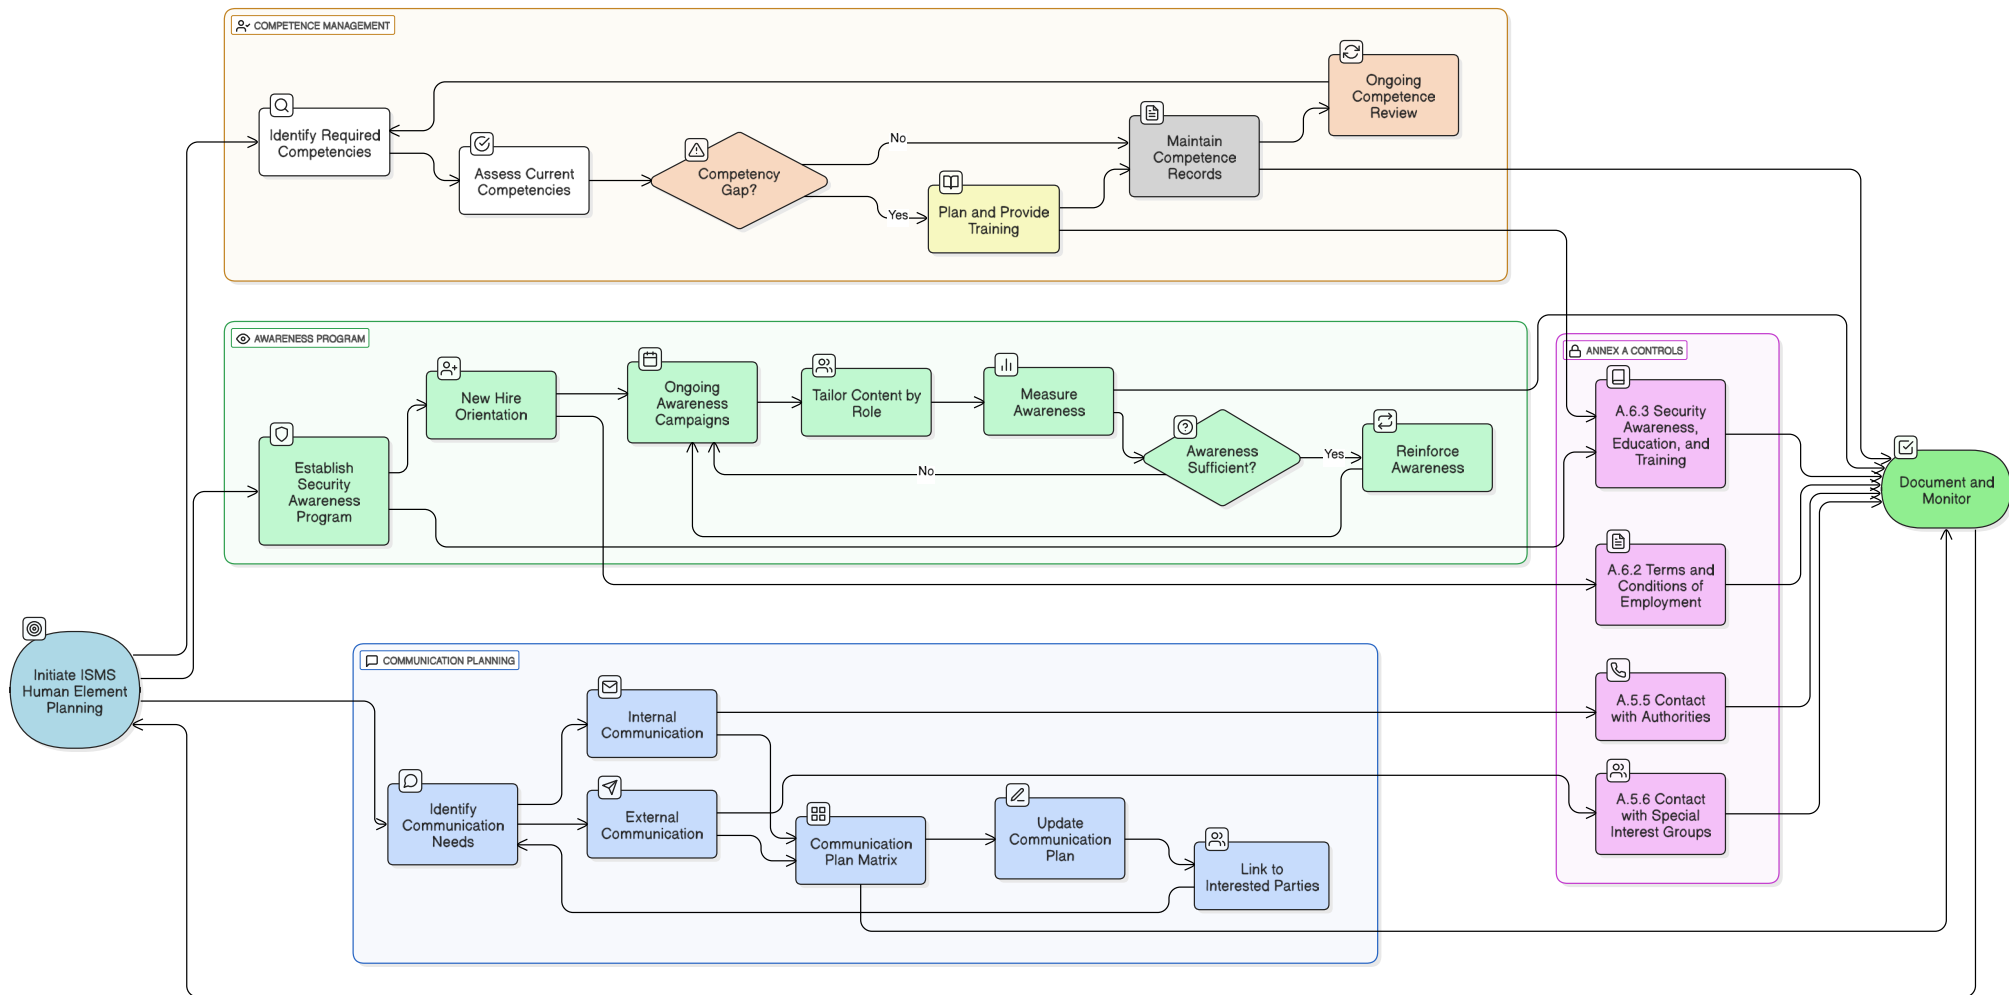 COMPETENCE MANAGEMENT
Ongoing
Competence
Review
Identify Required
Competencies
Assess Current
Competencies
Competency
Gap?
No
Yes
Maintain
Competence
Records
Plan and Provide
Training
AWARENESS PROGRAM
Establish
Security
Awareness
Program
New Hire
Orientation
Ongoing
Awareness
Campaigns
Tailor Content by
Role
Measure
Awareness
Awareness
Sufficient?
Yes
No
Reinforce
Awareness
ANNEX A CONTROLS
A.6.3 Security
Awareness,
Education, and
Training
A.6.2 Terms and
Conditions of
Employment
A.5.5 Contact
with Authorities
A.5.6 Contact
with Special
Interest Groups
Document and
Monitor
Initiate ISMS
Human Element
Planning
COMMUNICATION PLANNING
Internal
Communication
Identify
Communication
Needs
External
Communication
Communication
Plan Matrix
Update
Communication
Plan
Link to
Interested Parties